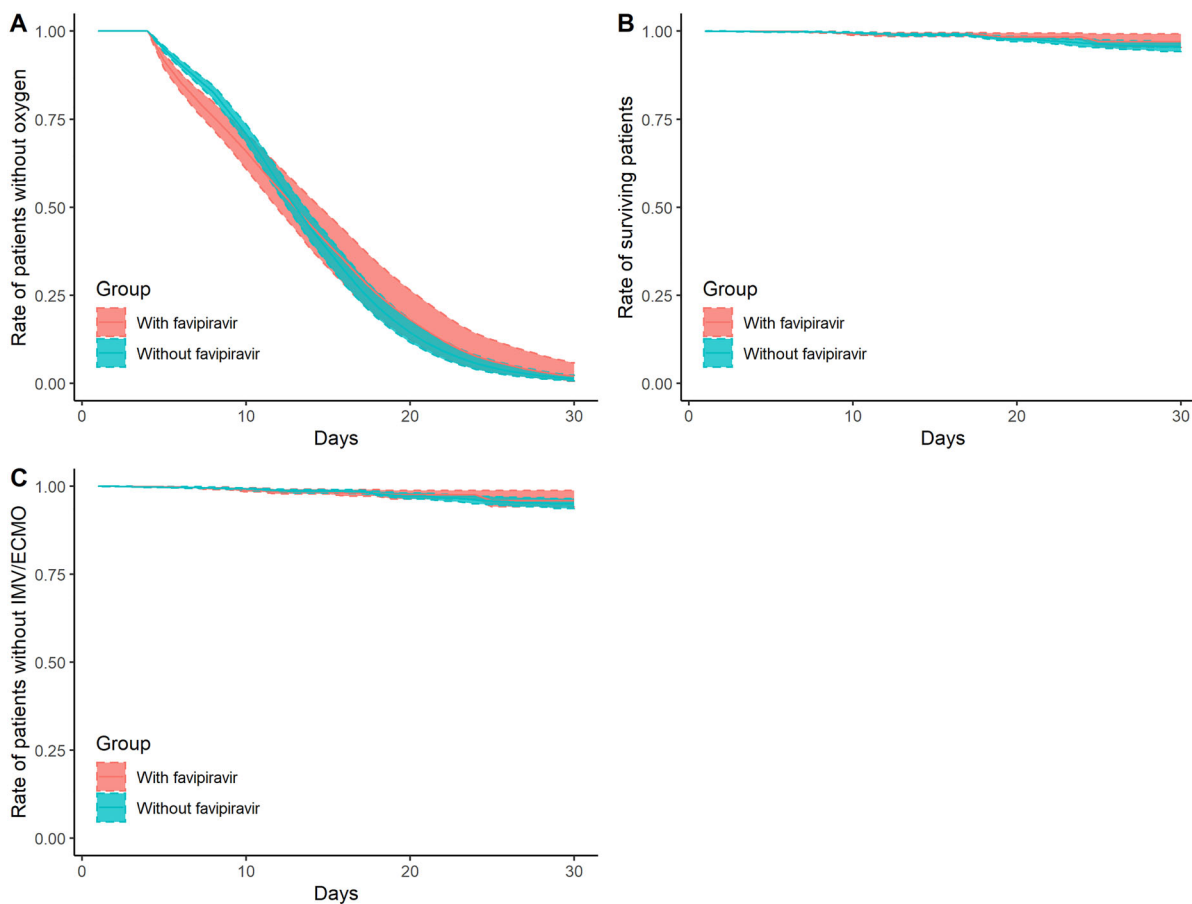 A
Rate of patients without oxygen
1.00
0.75
0.50
0.25
0.00
Group
With favipiravir
Without favipiravir
0
10
20
30
Days
B
Rate of surviving patients
1.00
0.75
0.50
0.25
0.00
Group
With favipiravir
Without favipiravir
0
10
20
30
Days
C
Rate of patients without IMV/ECMO
1.00
0.75
0.50
0.25
0.00
Group
With favipiravir
Without favipiravir
0
10
20
30
Days